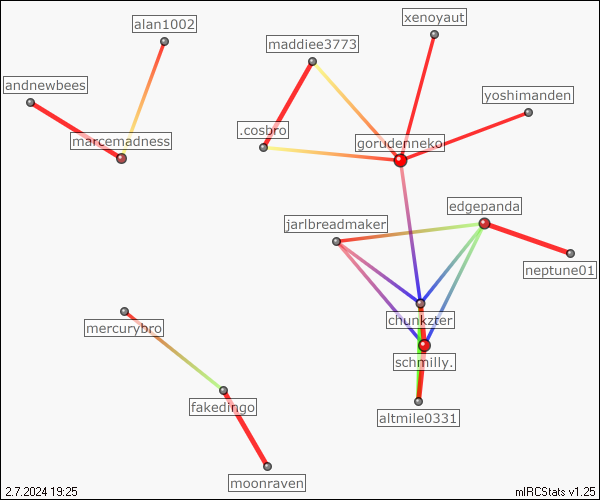 xenoyaut
alan1002
maddiee3773
andnewbees
yoshimanden
.cosbro
marcemadness
gorudenneko
edgepanda
jarlbreadmaker
neptune01
chunkzter
mercurybro
schmilly.
fakedingo
altmile0331
moonraven
2.7.2024 19:25
mIRCStats v1.25